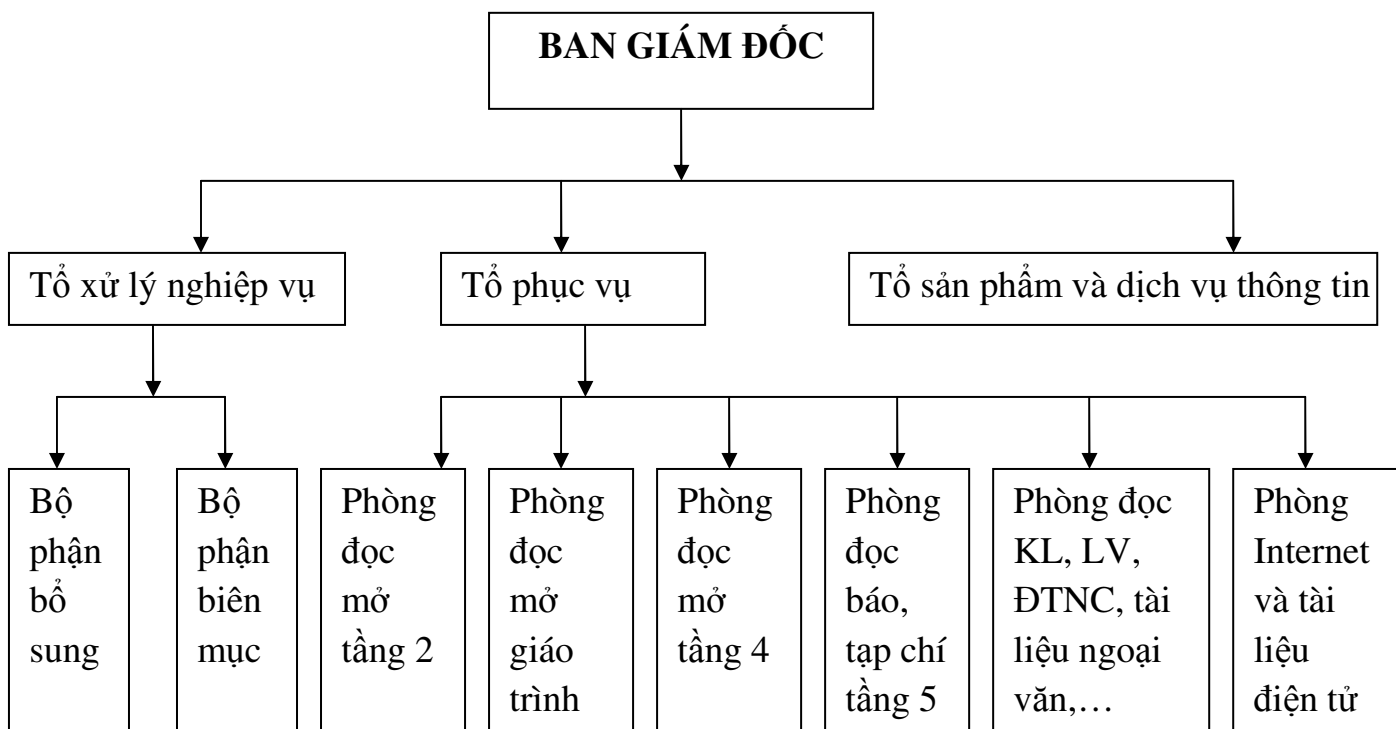 BAN GIÁM ĐỐC
Tổ xử lý nghiệp vụ
Tổ phục vụ
Tổ sản phẩm và dịch vụ thông tin
Bộ
phận
bổ
sung
Bộ
phận
biên
mục
Phòng
đọc
mở
tầng 2
Phòng
đọc
mở
giáo
trình
Phòng
đọc
mở
tầng 4
Phòng
đọc
báo,
tạp chí
tầng 5
Phòng đọc
KL, LV,
ĐTNC, tài
liệu ngoại
văn,…
Phòng
Internet
và tài
liệu
điện tử